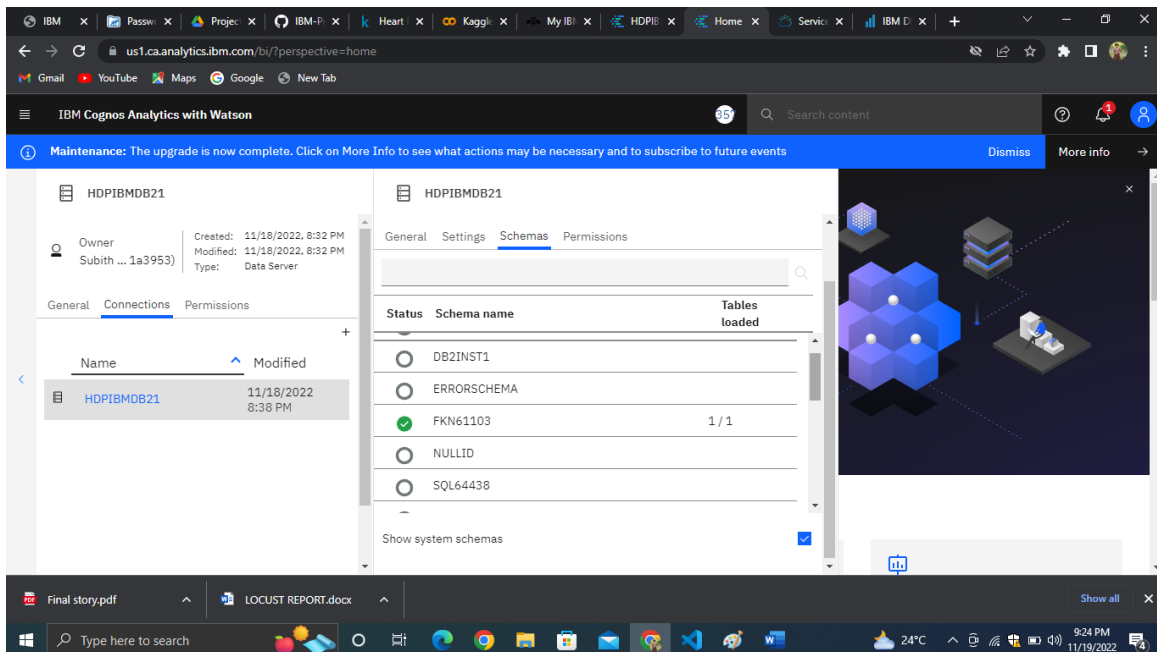 IBM
Passwo
Project
IBM-P
Heart
Kaggle
My IBM
HDPIB
Home
Service
IBM D
us1.ca.analytics.ibm.com/bi/?perspective=home
Gmail YouTube Maps Google New Tab
IBM Cognos Analytics with Watson
357
Search content
1
Maintenance: The upgrade is now complete. Click on More Info to see what actions may be necessary and to subscribe to future events
Dismiss
More info
HDPIBMDB21
Owner
Subith ... 1a3953)
Created: 11/18/2022, 8:32 PM
Modified: 11/18/2022, 8:32 PM
Type: Data Server
General Connections Permissions
Name Modified
HDPIBMDB21 11/18/2022
8:38 PM
HDPIBMDB21
General Settings Schemas Permissions
Status Schema name Tables
loaded
DB2INST1
ERRORSCHEMA
FKN61103 1 / 1
NULLID
SQL64438
Show system schemas
Final story.pdf
LOCUST REPORT.docx
Show all
Type here to search
24°C
9:24 PM
11/19/2022
4